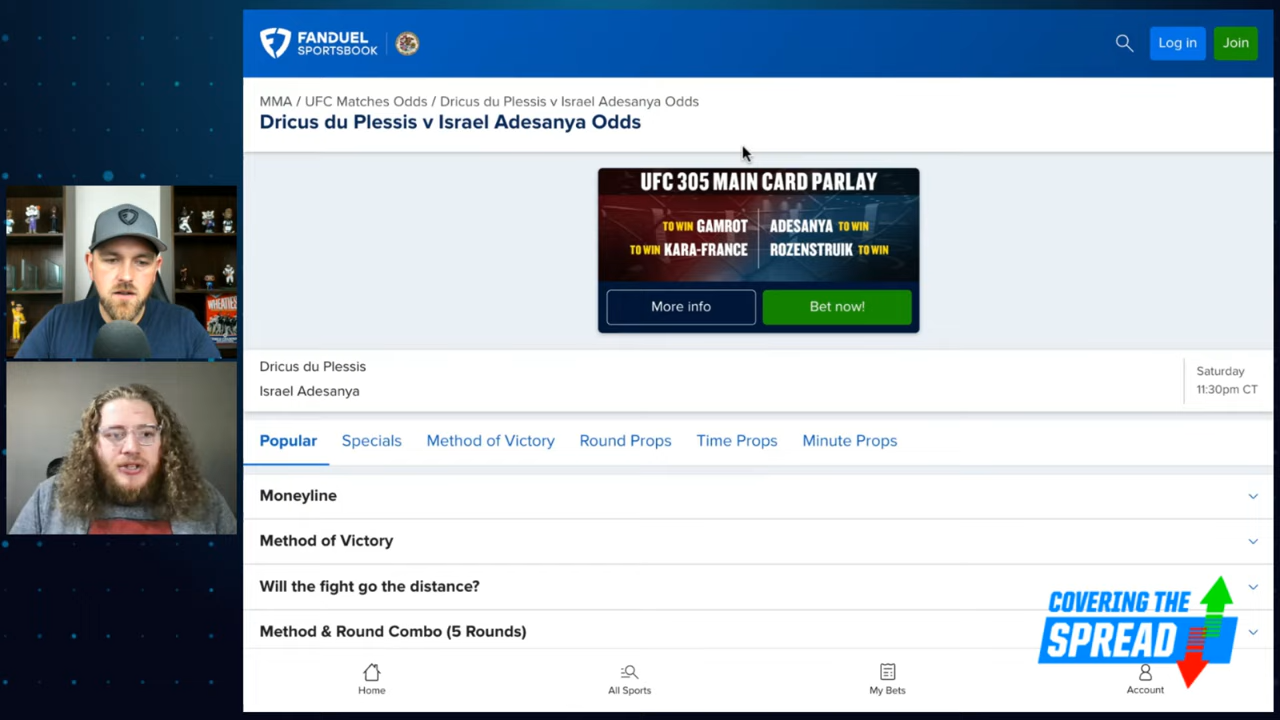 FANDUEL
SPORTSBOOK
Log in
Join
MMA / UFC Matches Odds / Dricus du Plessis v Israel Adesanya Odds
Dricus du Plessis v Israel Adesanya Odds
UFC 305 MAIN CARD PARLAY
TO WIN GAMROT
ADESANYA TO WIN
TO WIN KARA-FRANCE
ROZENSTRUIK TO WIN
More info
Bet now!
Dricus du Plessis
Israel Adesanya
Saturday
11:30pm CT
Popular
Specials
Method of Victory
Round Props
Time Props
Minute Props
Moneyline
Method of Victory
Will the fight go the distance?
Method & Round Combo (5 Rounds)
COVERING THE
SPREAD
Home
All Sports
My Bets
Account
WHEATIES